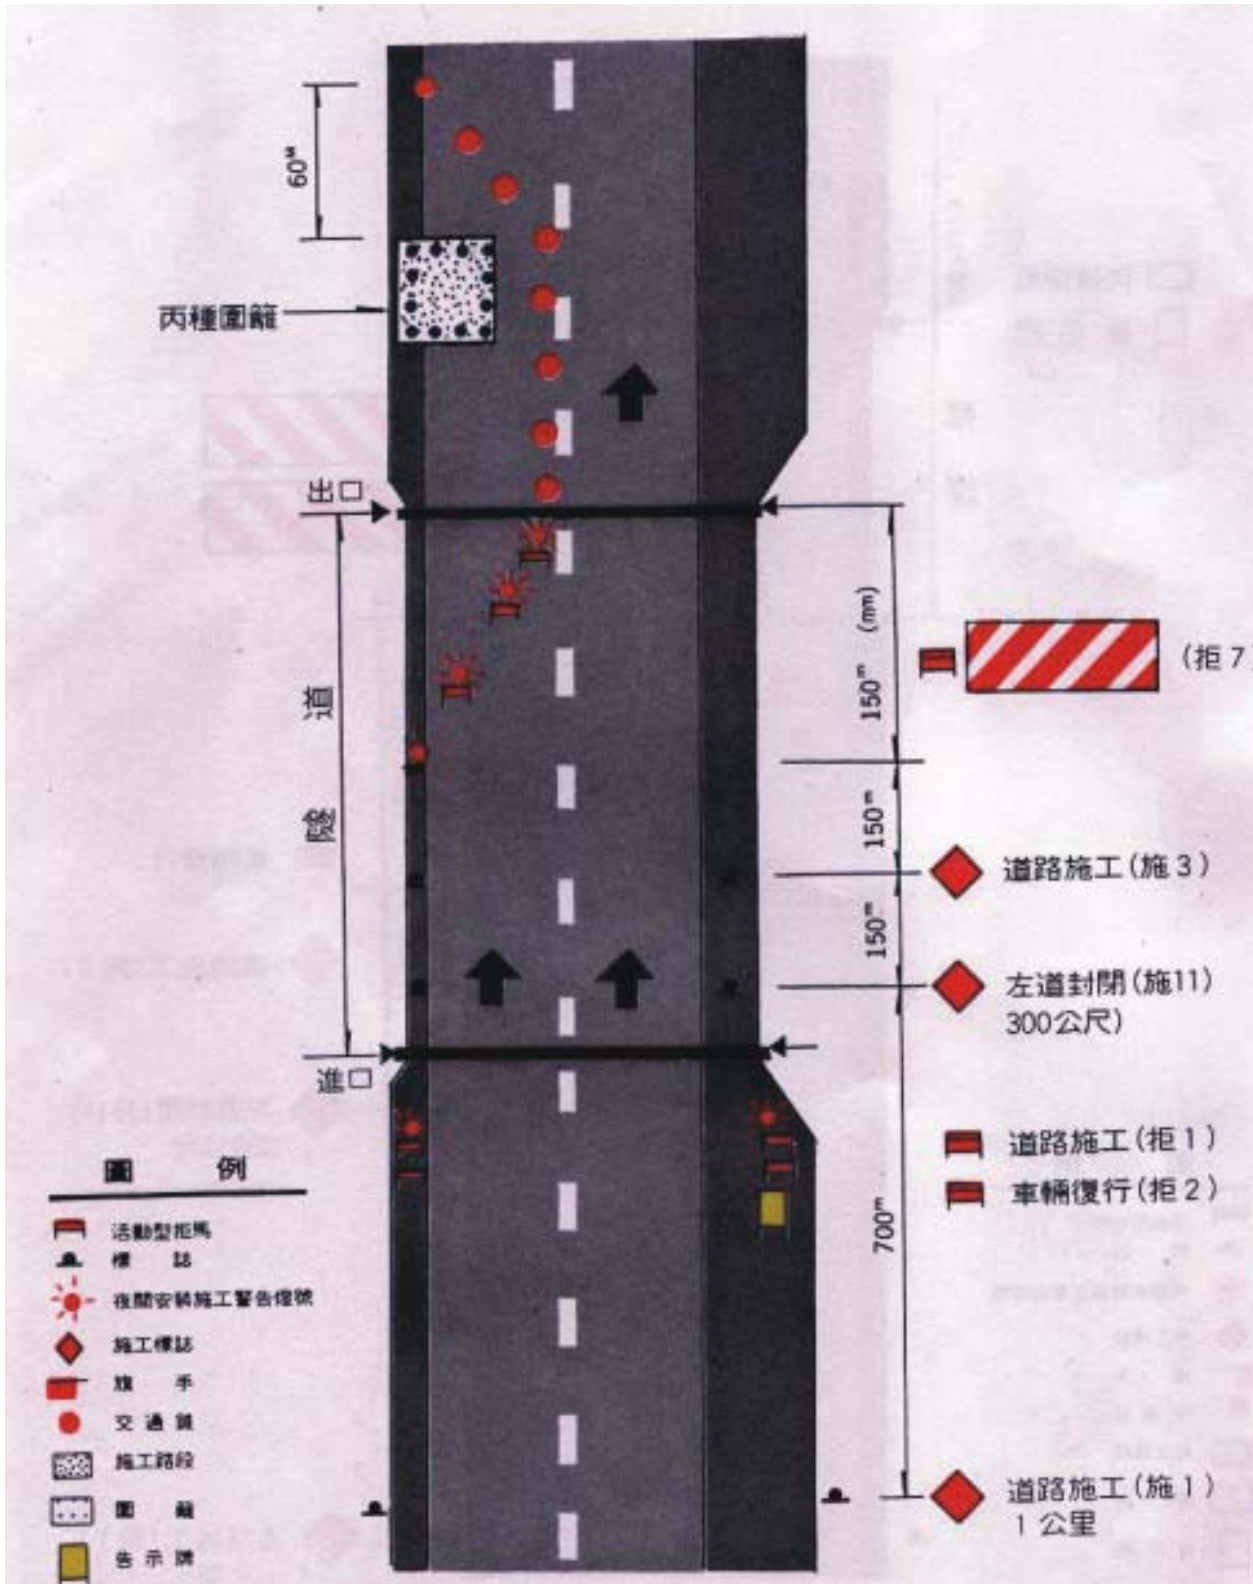 60ᴹ
丙種圍籬
出口
150ᵐ (mm)
(拒7)
道
隧
150ᵐ
道路施工(施3)
150ᵐ
左道封閉(施11)
300公尺)
進口
道路施工(拒1)
車輛復行(拒2)
700ᵐ
道路施工(施1)
1公里
圖 例
活動型拒馬
標 誌
夜間安裝施工警告燈號
施工標誌
旗 手
交通錐
施工路段
圍 籬
告示牌